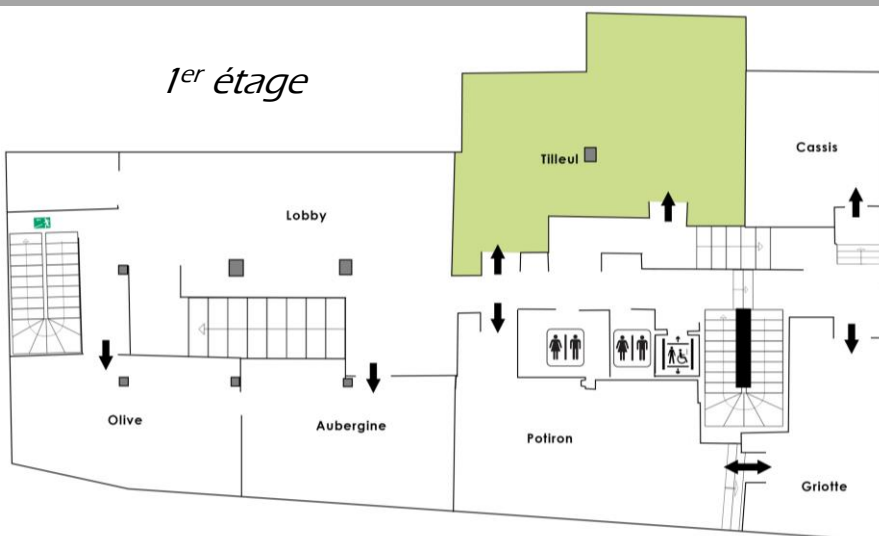 1er étage
Tilleul
Cassis
Lobby
Olive
Aubergine
Potiron
Griotte